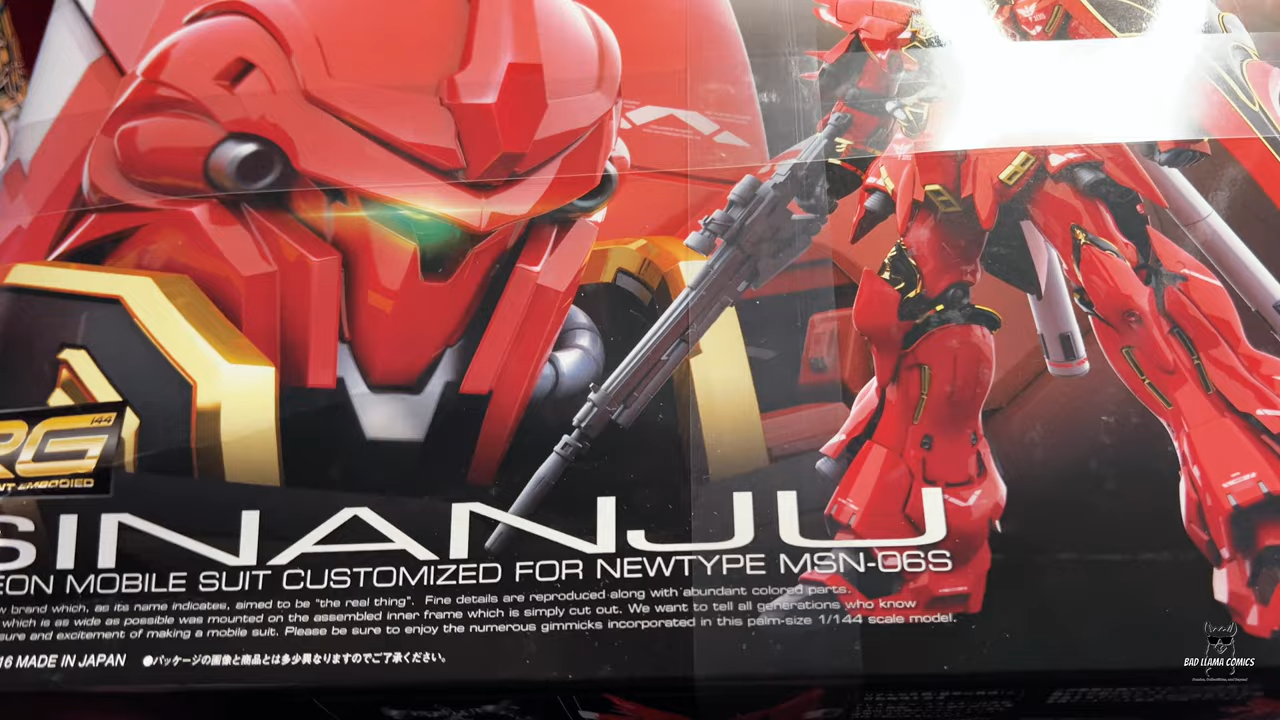 144
RG
SINANJU
EON MOBILE SUIT CUSTOMIZED FOR NEWTYPE MSN-06S
brand which, as its name indicates, aimed to be "the real thing". Fine details are reproduced along with abundant colored parts.
which is as wide as possible was mounted on the assembled inner frame which is simply cut out. We want to tell all generations who know
sure and excitement of making a mobile suit. Please be sure to enjoy the numerous gimmicks incorporated in this palm-size 1/144 scale model.
16 MADE IN JAPAN ●パッケージの画像と商品とは多少異なりますのでご了承ください。
BAD LLAMA COMICS